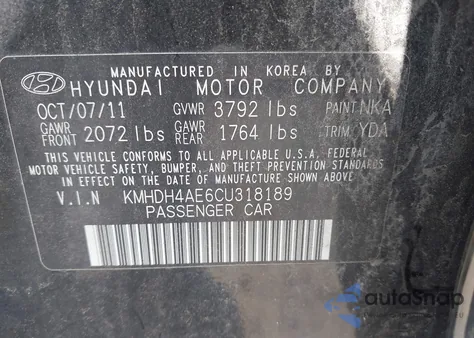 MANUFACTURED IN KOREA BY
HYUNDAI MOTOR COMPANY
OCT/07/11 GVWR 3792 lbs PAINT NKA
GAWR FRONT 2072 lbs GAWR REAR 1764 lbs TRIM YDA
THIS VEHICLE CONFORMS TO ALL APPLICABLE U.S.A. FEDERAL
MOTOR VEHICLE SAFETY, BUMPER, AND THEFT PREVENTION STANDARDS
IN EFFECT ON THE DATE OF MANUFACTURE SHOWN ABOVE.
V.I.N KMHDH4AE6CU318189
PASSENGER CAR
autoSnap